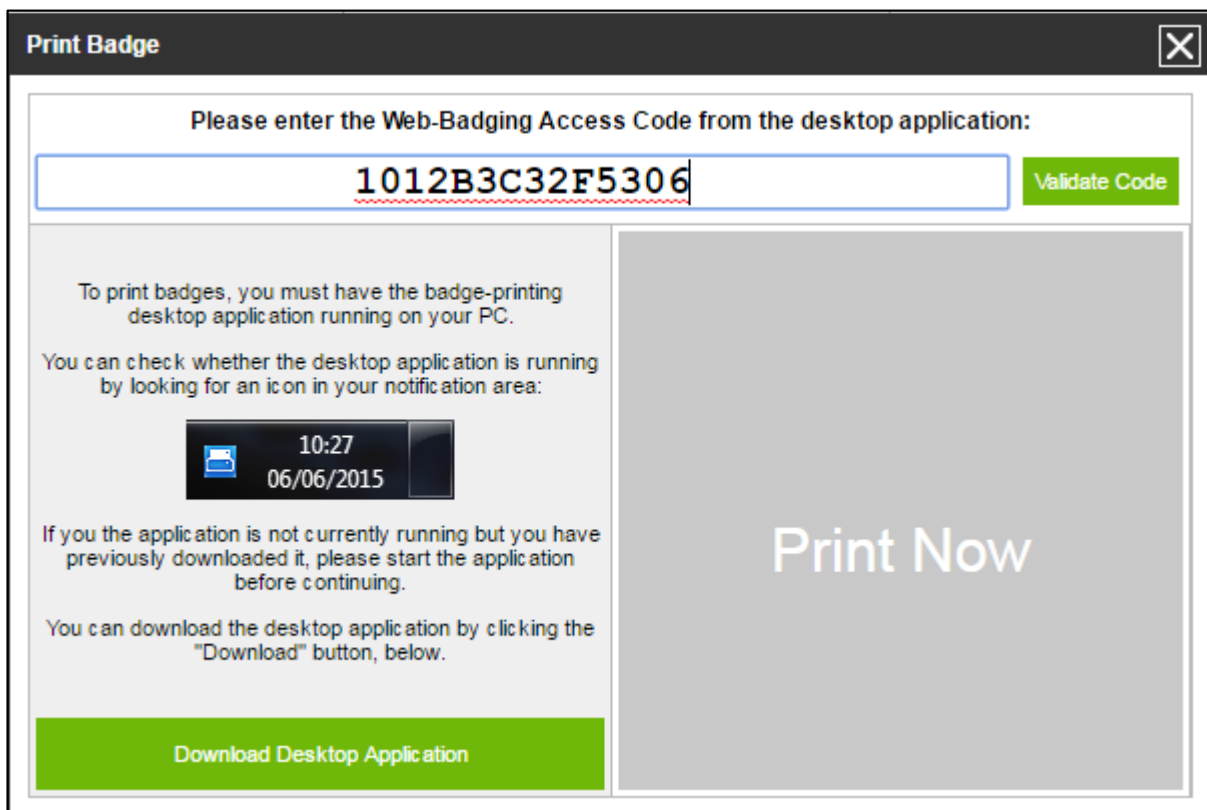 Print Badge
Please enter the Web-Badging Access Code from the desktop application:
1012B3C32F5306
Validate Code
To print badges, you must have the badge-printing
desktop application running on your PC.
You can check whether the desktop application is running
by looking for an icon in your notification area:
10:27
06/06/2015
If you the application is not currently running but you have
previously downloaded it, please start the application
before continuing.
You can download the desktop application by clicking the
"Download" button, below.
Download Desktop Application
Print Now